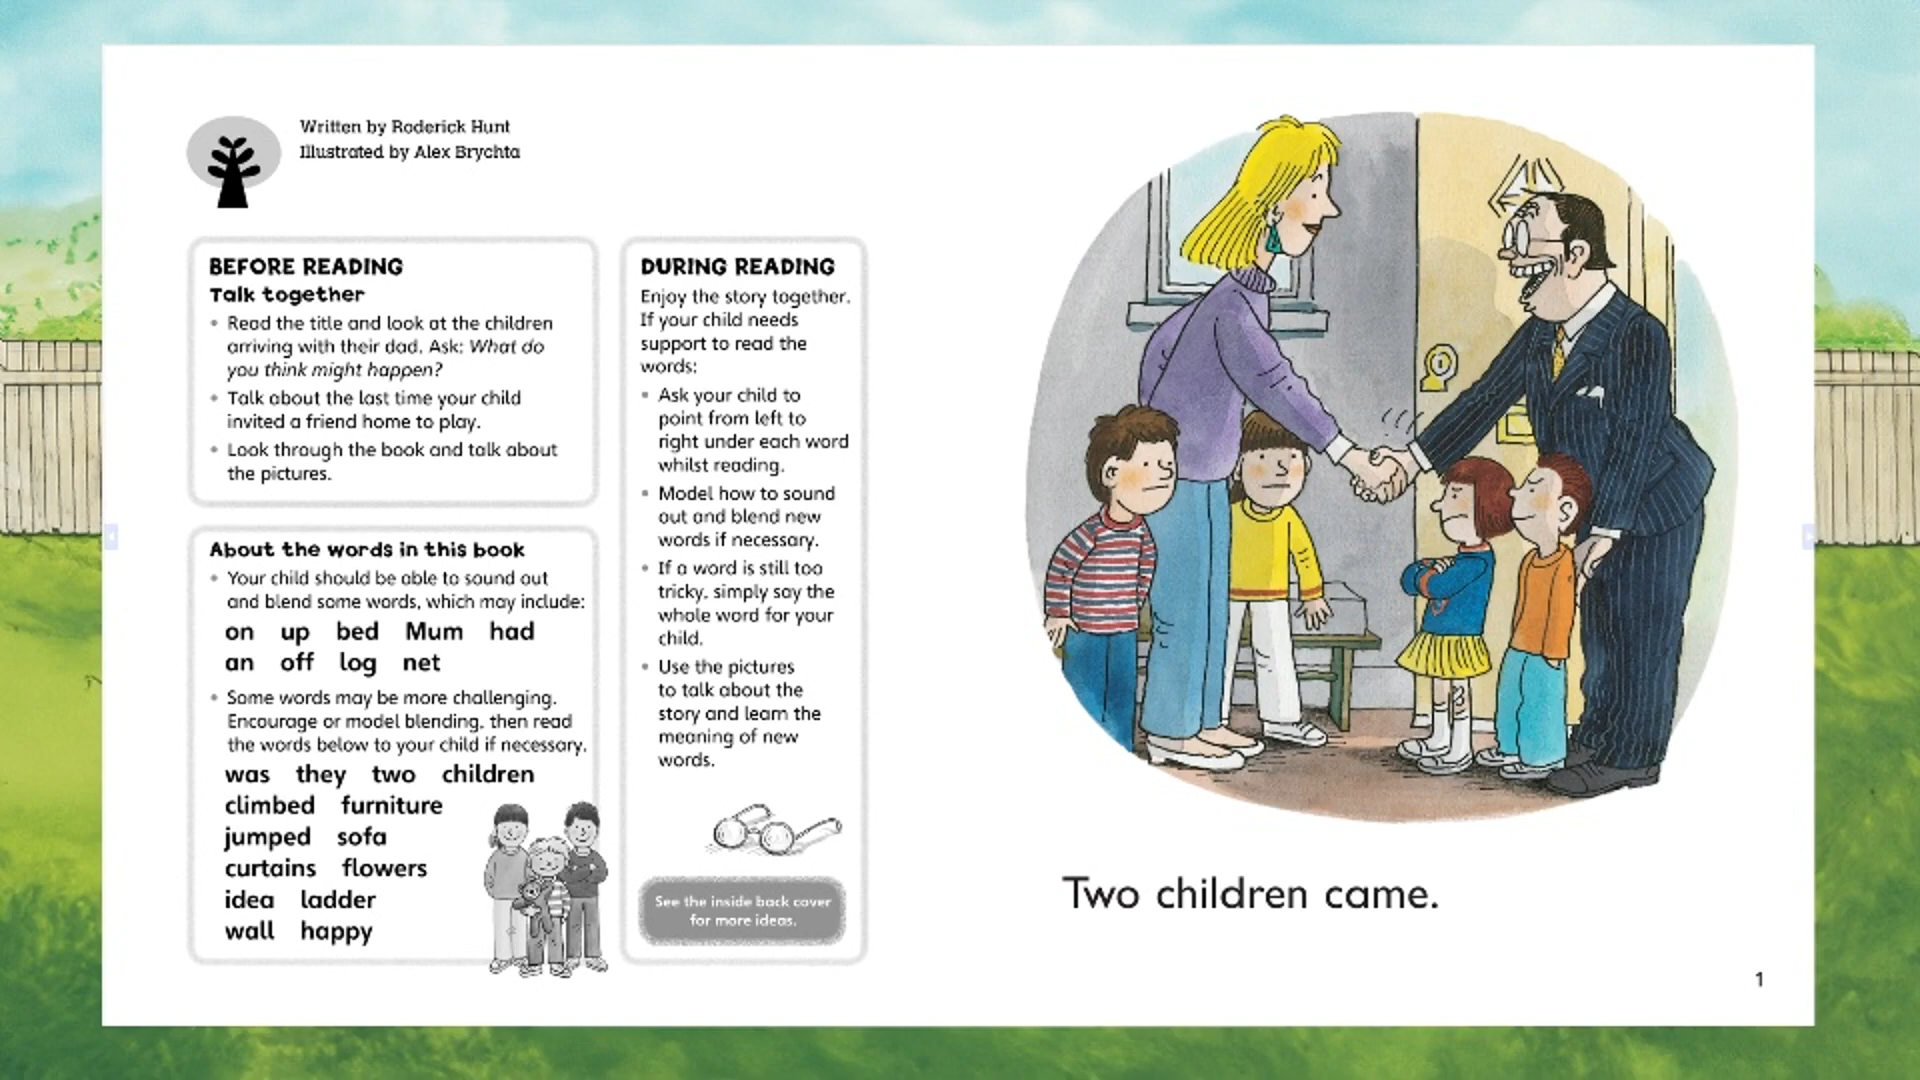 Written by Roderick Hunt
Illustrated by Alex Brychta
BEFORE READING
Talk together
• Read the title and look at the children
arriving with their dad. Ask: What do
you think might happen?
• Talk about the last time your child
invited a friend home to play.
• Look through the book and talk about
the pictures.
About the words in this book
• Your child should be able to sound out
and blend some words, which may include:
on up bed Mum had
an off log net
• Some words may be more challenging.
Encourage or model blending, then read
the words below to your child if necessary.
was they two children
climbed furniture
jumped sofa
curtains flowers
idea ladder
wall happy
DURING READING
Enjoy the story together.
If your child needs
support to read the
words:
• Ask your child to
point from left to
right under each word
whilst reading.
• Model how to sound
out and blend new
words if necessary.
• If a word is still too
tricky, simply say the
whole word for your
child.
• Use the pictures
to talk about the
story and learn the
meaning of new
words.
See the inside back cover
for more ideas.
Two children came.
1